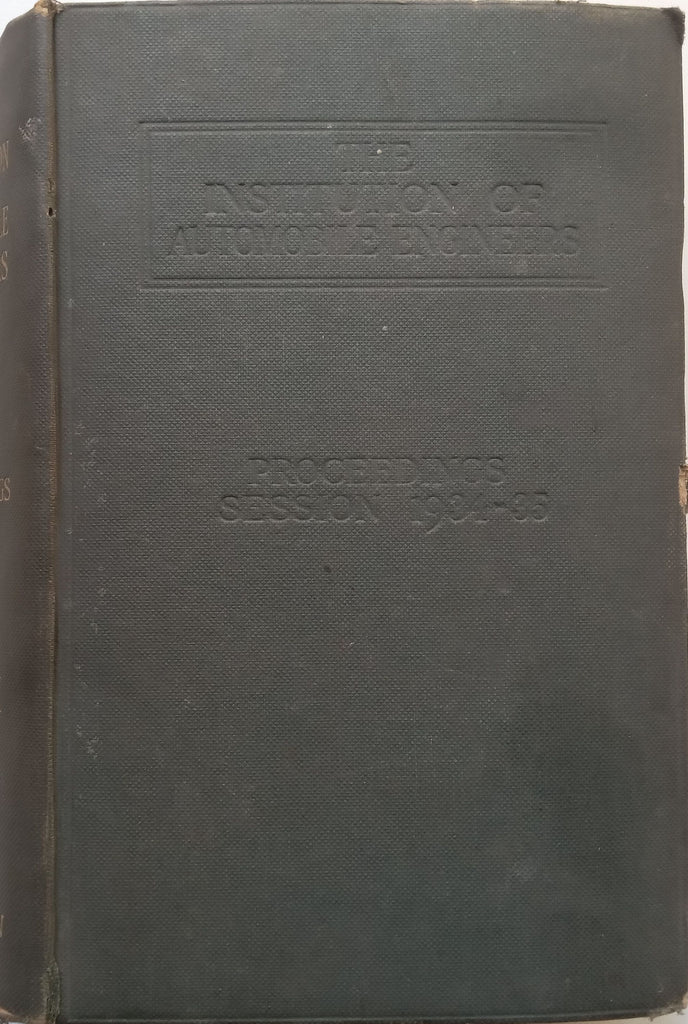 THE
INSTITUTION OF
AUTOMOBILE ENGINEERS
PROCEEDINGS
SESSION 1934-35